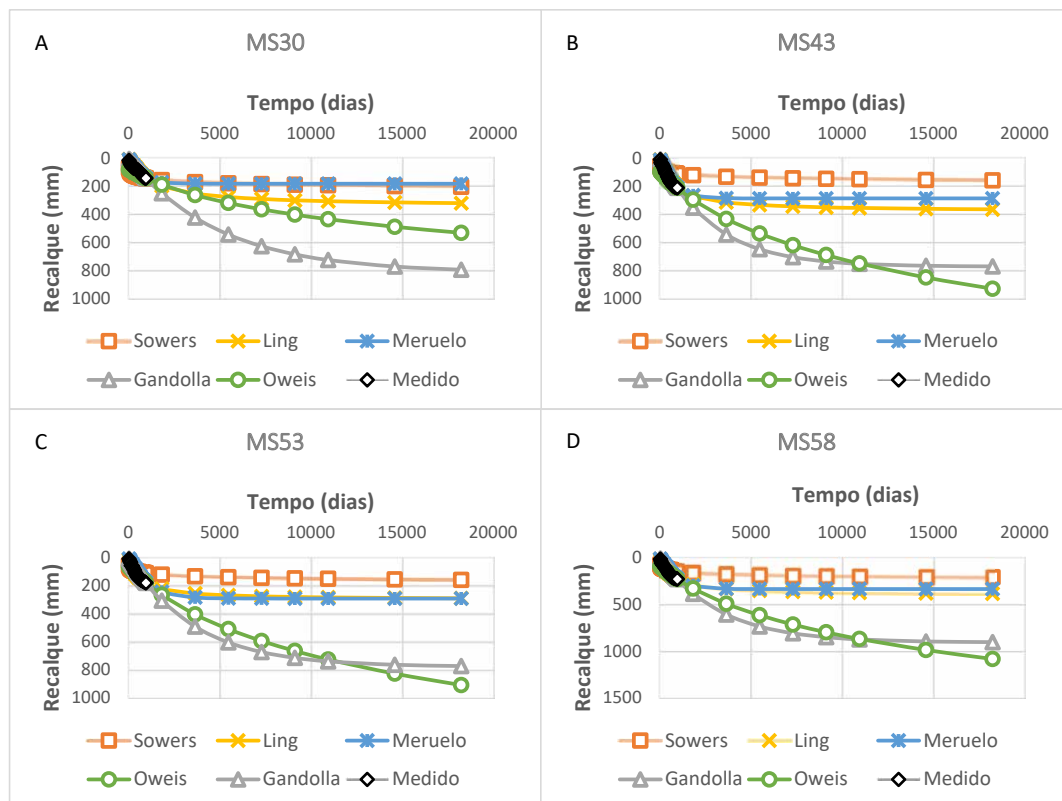 A
MS30
Tempo (dias)
0 5000 10000 15000 20000
0
200
400
600
800
1000
Recalque (mm)
Sowers Ling Meruelo
Gandolla Oweis Medido
B
MS43
Tempo (dias)
0 5000 10000 15000 20000
0
200
400
600
800
1000
Recalque (mm)
Sowers Ling Meruelo
Gandolla Oweis Medido
C
MS53
Tempo (dias)
0 5000 10000 15000 20000
0
200
400
600
800
1000
Recalque (mm)
Sowers Ling Meruelo
Oweis Gandolla Medido
D
MS58
Tempo (dias)
0 5000 10000 15000 20000
0
500
1000
1500
Recalque (mm)
Sowers Ling Meruelo
Gandolla Oweis Medido